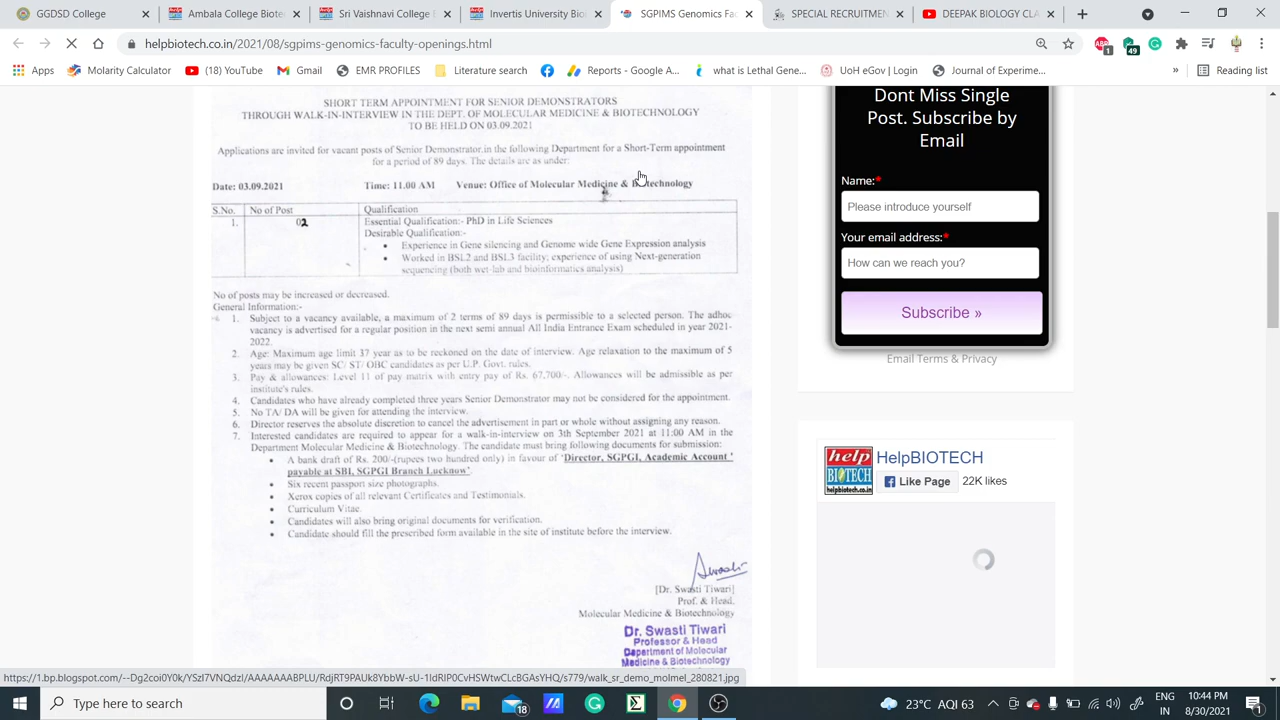 GGDSD College
Ambala College Biote
Sri Vaishnavi College L
Invertis University Bio
SGPIMS Genomics Fac
SPECIAL RECRUITMEN
DEEPAK BIOLOGY CLA
helpbiotech.co.in/2021/08/sgpims-genomics-faculty-openings.html
1
49
Apps
Molarity Calculator
(18) YouTube
Gmail
EMR PROFILES
Literature search
Reports - Google A...
what is Lethal Gene...
UoH eGov | Login
Journal of Experime...
»
Reading list
SHORT TERM APPOINTMENT FOR SENIOR DEMONSTRATORS
THROUGH WALK-IN-INTERVIEW IN THE DEPT. OF MOLECULAR MEDICINE & BIOTECHNOLOGY
TO BE HELD ON 03.09.2021
Applications are invited for vacant posts of Senior Demonstrator.in the following Department for a Short-Term appointment
for a period of 89 days. The details are as under:
Date: 03.09.2021 Time: 11.00 AM Venue: Office of Molecular Medicine & Biotechnology
S.No. No of Post Qualification
1. 02 Essential Qualification:- PhD in Life Sciences
Desirable Qualification:-
• Experience in Gene silencing and Genome wide Gene Expression analysis
• Worked in BSL2 and BSL3 facility; experience of using Next-generation
sequencing (both wet-lab and bioinformatics analysis)
No of posts may be increased or decreased.
General Information:-
1. Subject to a vacancy available, a maximum of 2 terms of 89 days is permissible to a selected person. The adhoc
vacancy is advertised for a regular position in the next semi annual All India Entrance Exam scheduled in year 2021-
2022.
2. Age: Maximum age limit 37 year as to be reckoned on the date of interview. Age relaxation to the maximum of 5
years may be given SC/ ST/ OBC candidates as per U.P. Govt. rules.
3. Pay & allowances: Level 11 of pay matrix with entry pay of Rs. 67,700/-. Allowances will be admissible as per
institute's rules.
4. Candidates who have already completed three years Senior Demonstrator may not be considered for the appointment.
5. No TA/ DA will be given for attending the interview.
6. Director reserves the absolute discretion to cancel the advertisement in part or whole without assigning any reason.
7. Interested candidates are required to appear for a walk-in-interview on 3th September 2021 at 11:00 AM in the
Department Molecular Medicine & Biotechnology. The candidate must bring following documents for submission:
• A bank draft of Rs. 200/-(rupees two hundred only) in favour of 'Director, SGPGI, Academic Account '
payable at SBI, SGPGI Branch Lucknow'.
• Six recent passport size photographs.
• Xerox copies of all relevant Certificates and Testimonials.
• Curriculum Vitae.
• Candidates will also bring original documents for verification.
• Candidate should fill the prescribed form available in the site of institute before the interview.
[Dr. Swasti Tiwari]
Prof. & Head.
Molecular Medicine & Biotechnology
Dr. Swasti Tiwari
Professor & Head
Department of Molecular
Medicine & Biotechnology
Dont Miss Single
Post. Subscribe by
Email
Name:*
Please introduce yourself
Your email address:*
How can we reach you?
Subscribe »
Email Terms & Privacy
help
BIOTECH
helpbiotech.co.in
HelpBIOTECH
Like Page
22K likes
https://1.bp.blogspot.com/--Dg2coi0Y0k/YSzI7VNQdzI/AAAAAAABPLU/RdjRT9PAUk8YbbW-sU-1IdRIP0CvHSWtwCLcBGAsYHQ/s779/walk_sr_demo_molmel_280821.jpg
Type here to search
18
23°C AQI 63
ENG
IN
10:44 PM
8/30/2021